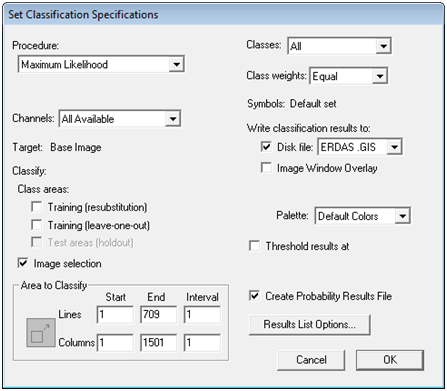 Set Classification Specifications
Procedure:
Maximum Likelihood
Channels: All Available
Target: Base Image
Classify:
Class areas:
Training (resubstitution)
Training (leave-one-out)
Test areas (holdout)
Image selection
Area to Classify
Start End Interval
Lines 1 709 1
Columns 1 1501 1
Classes: All
Class weights: Equal
Symbols: Default set
Write classification results to:
Disk file: ERDAS .GIS
Image Window Overlay
Palette: Default Colors
Threshold results at
Create Probability Results File
Results List Options...
Cancel OK